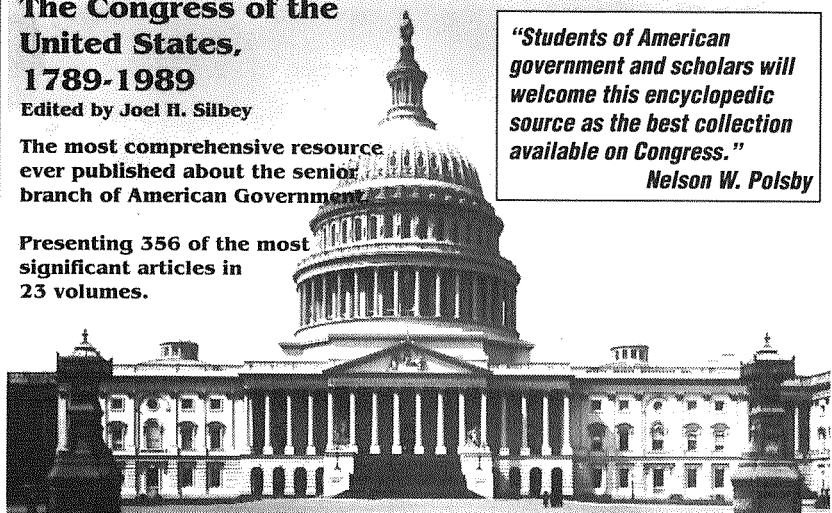 The Congress of the
United States,
1789-1989
Edited by Joel H. Silbey
The most comprehensive resource
ever published about the senior
branch of American Government.
Presenting 356 of the most
significant articles in
23 volumes.
"Students of American
government and scholars will
welcome this encyclopedic
source as the best collection
available on Congress."
Nelson W. Polsby